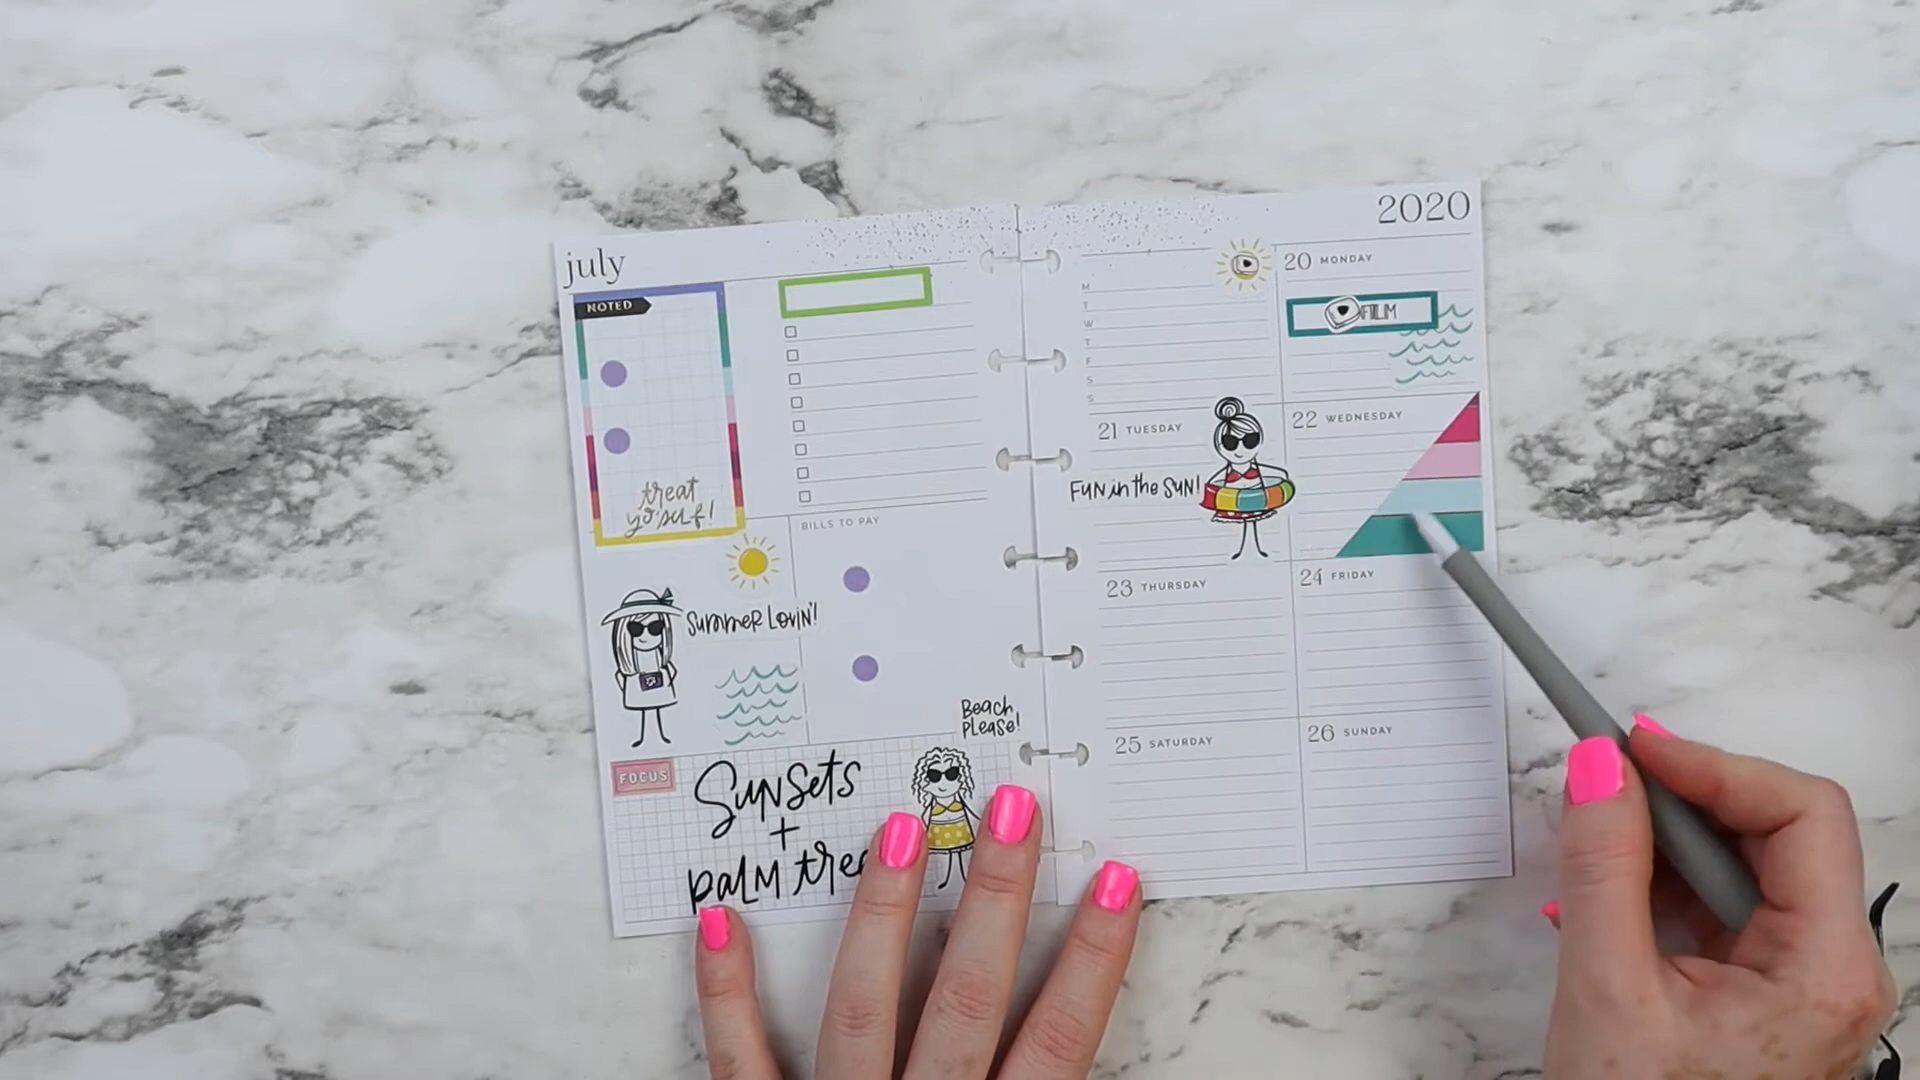 july
NOTED
treat
yo'self!
Summer Lovin'!
BILLS TO PAY
Beach
Please!
FOCUS
Sunsets
+
palm tree
2020
M
T
W
T
F
S
S
20 MONDAY
FILM
21 TUESDAY
FUN in the SUN!
22 WEDNESDAY
23 THURSDAY
24 FRIDAY
25 SATURDAY
26 SUNDAY